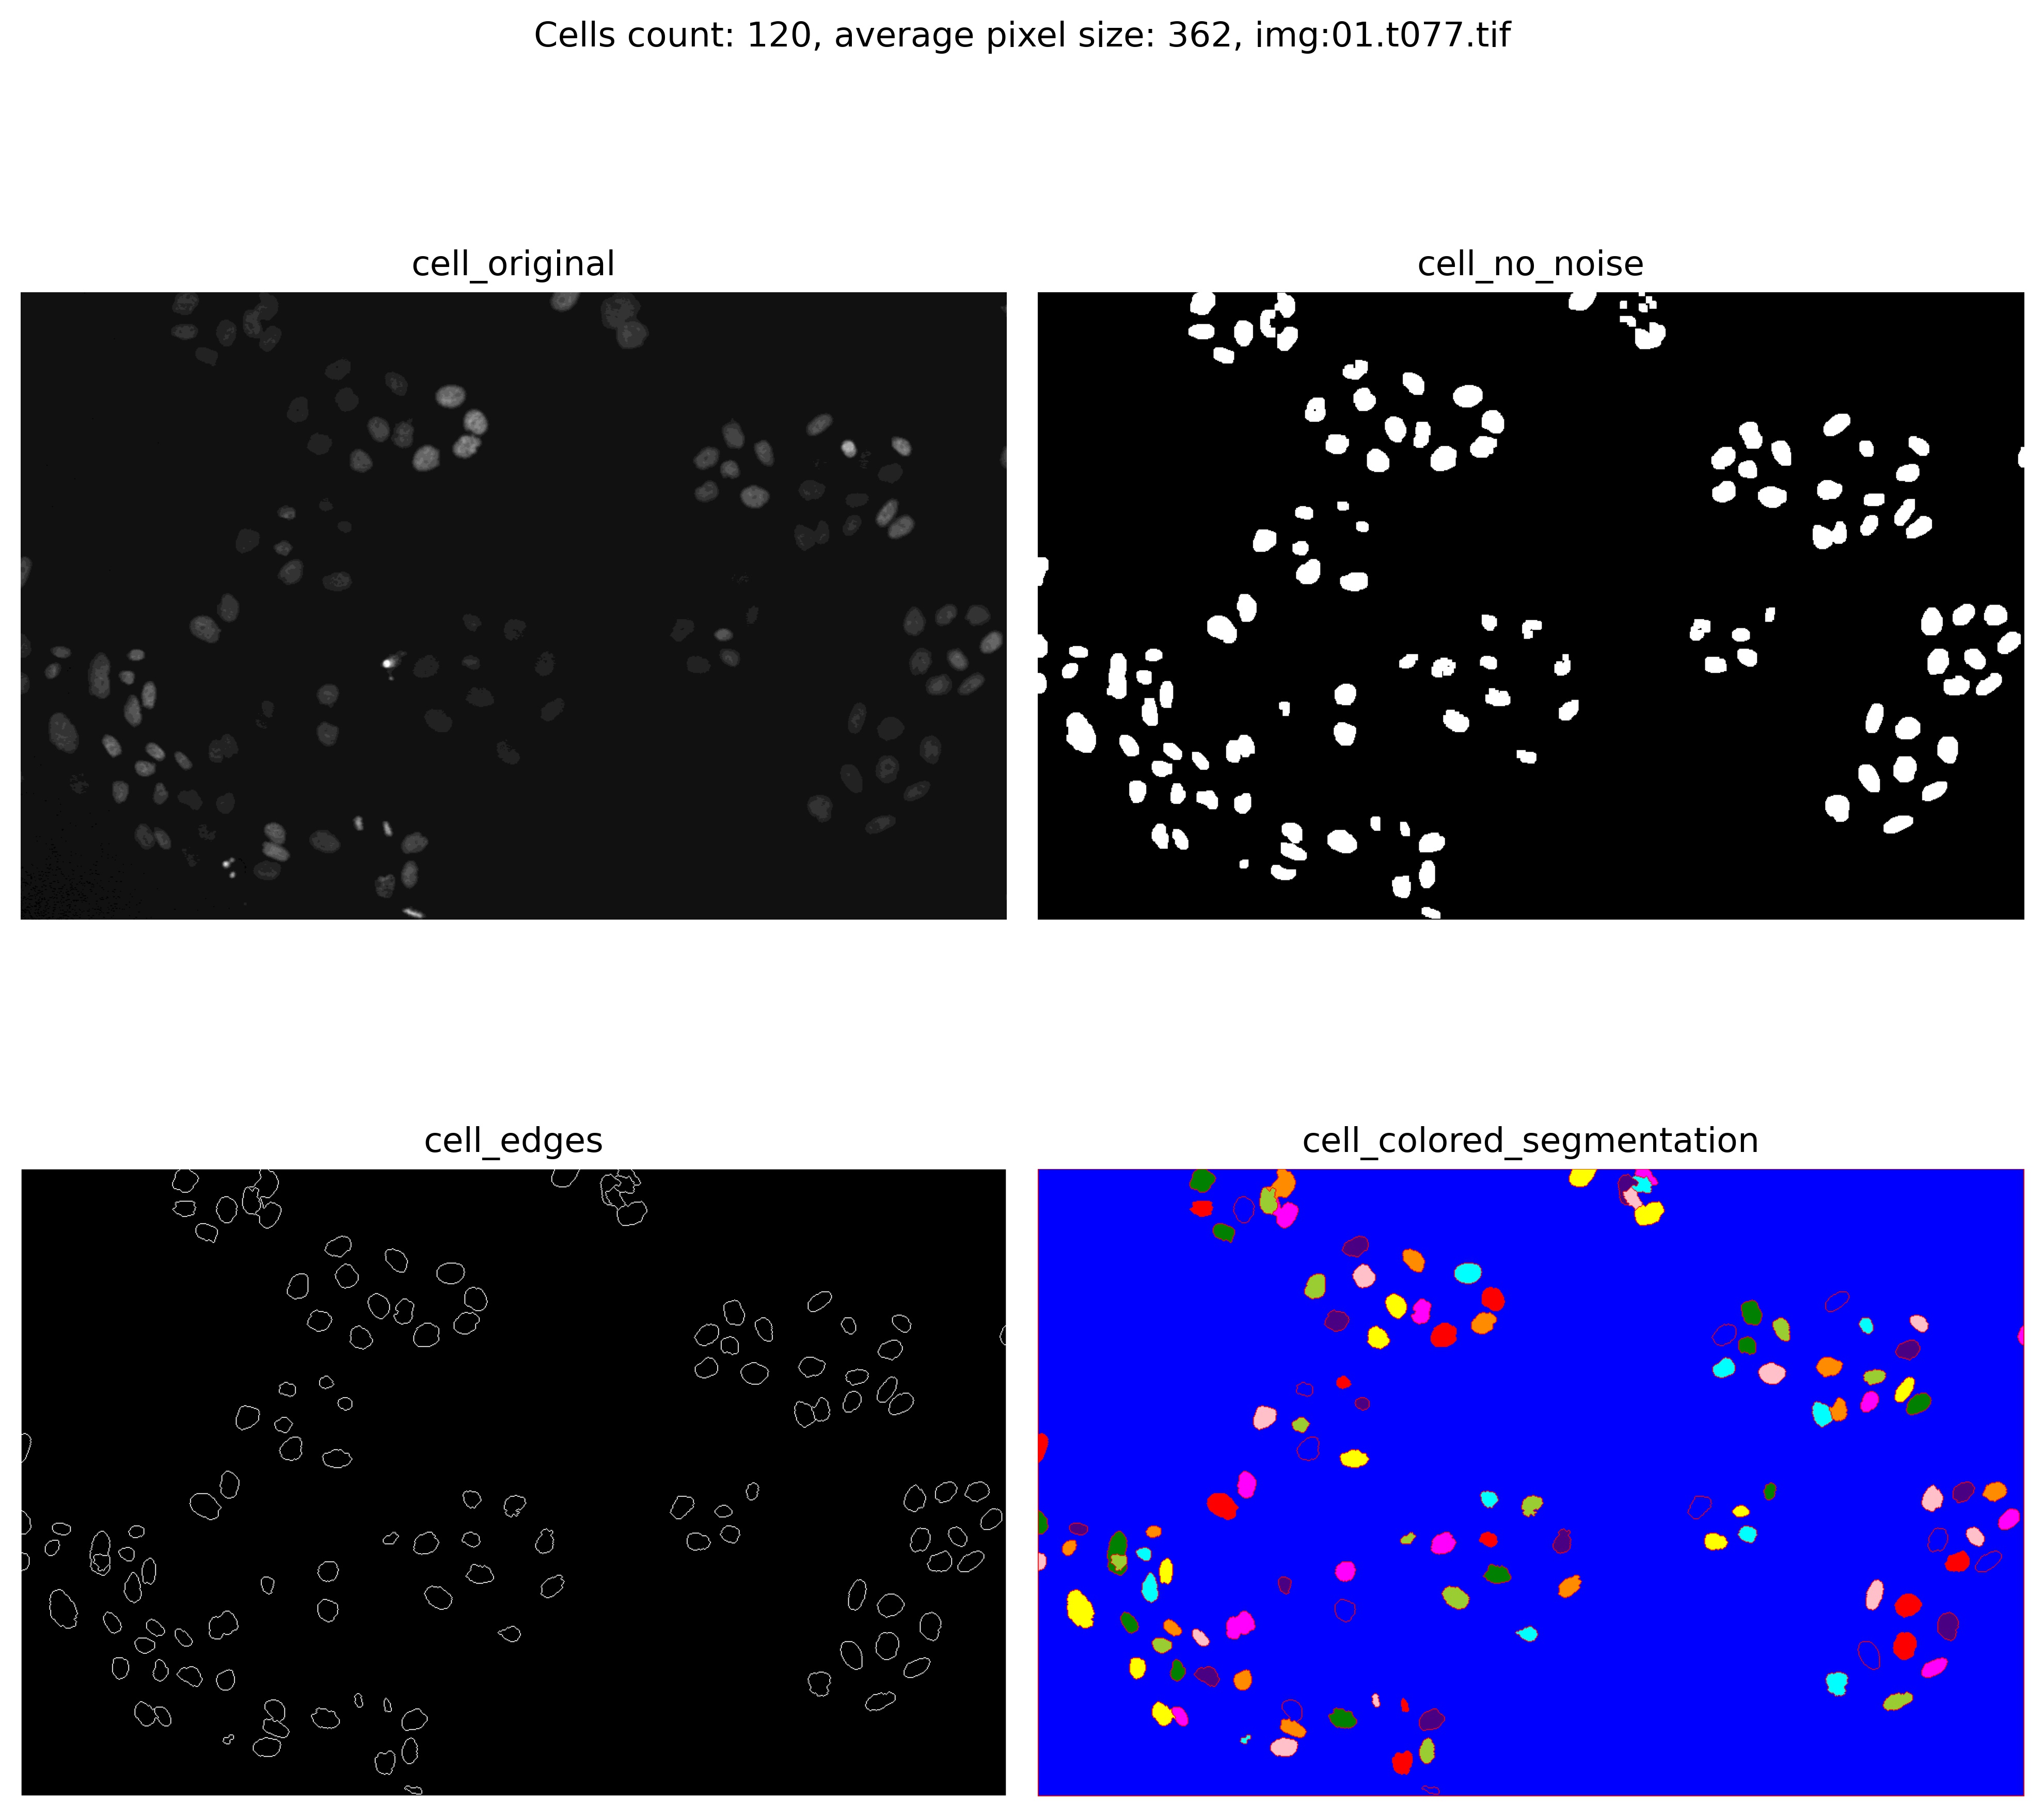 Cells count: 120, average pixel size: 362, img:01.t077.tif
cell_original
cell_no_noise
cell_edges
cell_colored_segmentation